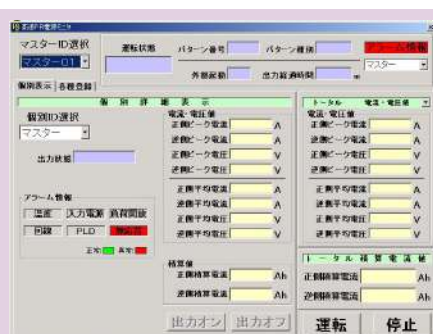 マスターID選択
マスター01
運転状態
パターン番号
パターン種別
アラーム情報
マスター
外部起動
出力経過時間
個別表示 各種登録
個別詳細表示
個別ID選択
マスター
出力状態
アラーム情報
温度 入力電源 負荷開放
回線 PLD
正常: 異常:
電流・電圧値
正側ピーク電流 A
逆側ピーク電流 A
正側ピーク電圧 V
逆側ピーク電圧 V
正側平均電流 A
逆側平均電流 A
正側平均電圧 V
逆側平均電圧 V
積算値
正側積算電流 Ah
逆側積算電流 Ah
出力オン 出力オフ
トータル 電流・電圧値
正側ピーク電流 A
逆側ピーク電流 A
正側ピーク電圧 V
逆側ピーク電圧 V
正側平均電流 A
逆側平均電流 A
正側平均電圧 V
逆側平均電圧 V
トータル積算電流値
正側積算電流 Ah
逆側積算電流 Ah
運転 停止